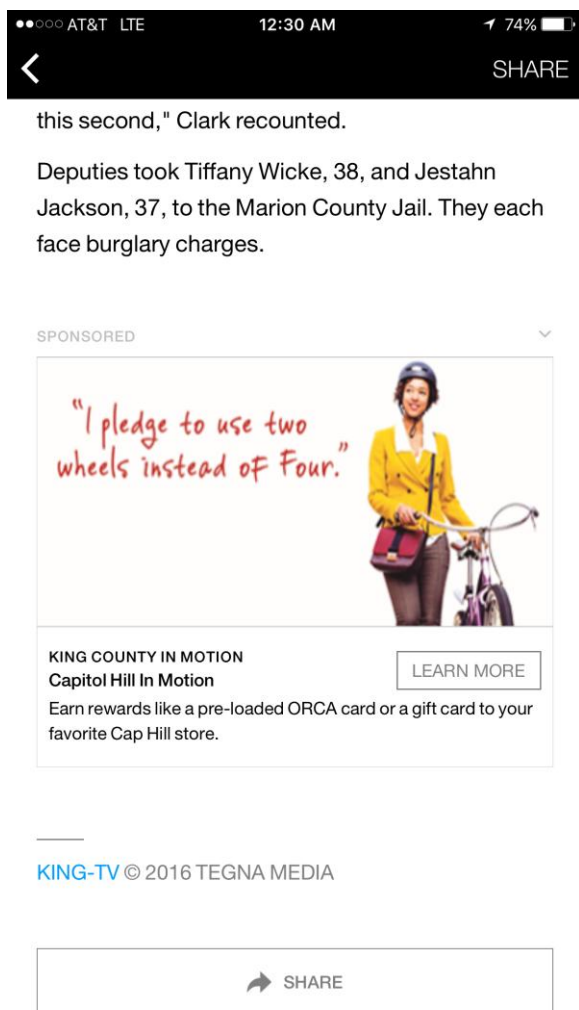 AT&T LTE 12:30 AM 74%
SHARE
this second," Clark recounted.
Deputies took Tiffany Wicke, 38, and Jestahn
Jackson, 37, to the Marion County Jail. They each
face burglary charges.
SPONSORED
"I pledge to use two
wheels instead of Four."
KING COUNTY IN MOTION
Capitol Hill In Motion
LEARN MORE
Earn rewards like a pre-loaded ORCA card or a gift card to your
favorite Cap Hill store.
KING-TV © 2016 TEGNA MEDIA
SHARE